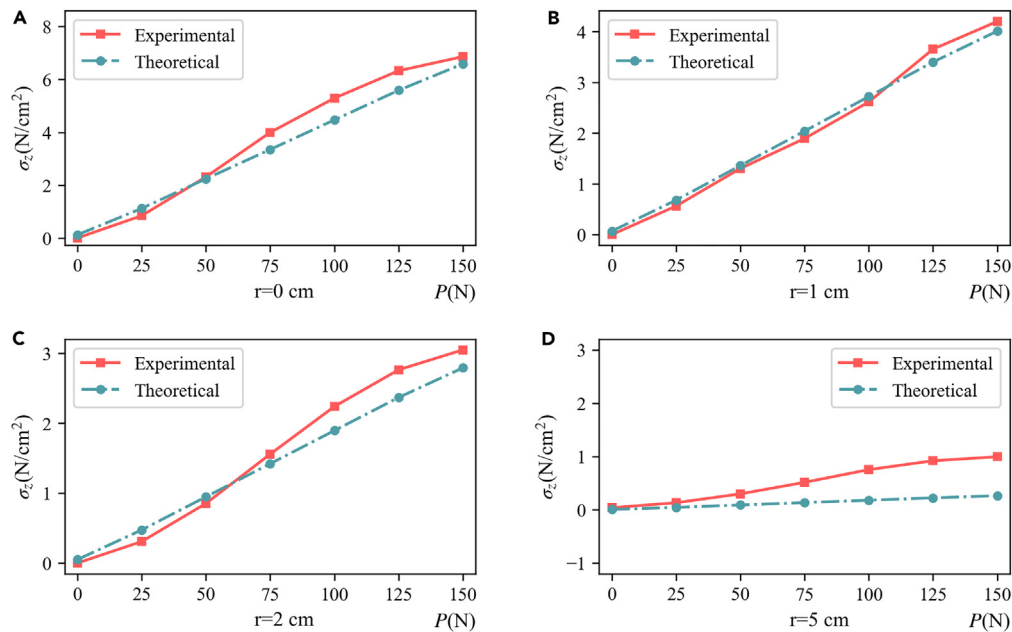 A
Experimental
Theoretical
σz(N/cm²)
8
6
4
2
0
0 25 50 75 100 125 150
r=0 cm P(N)
B
Experimental
Theoretical
σz(N/cm²)
4
3
2
1
0
0 25 50 75 100 125 150
r=1 cm P(N)
C
Experimental
Theoretical
σz(N/cm²)
3
2
1
0
0 25 50 75 100 125 150
r=2 cm P(N)
D
Experimental
Theoretical
σz(N/cm²)
3
2
1
0
−1
0 25 50 75 100 125 150
r=5 cm P(N)